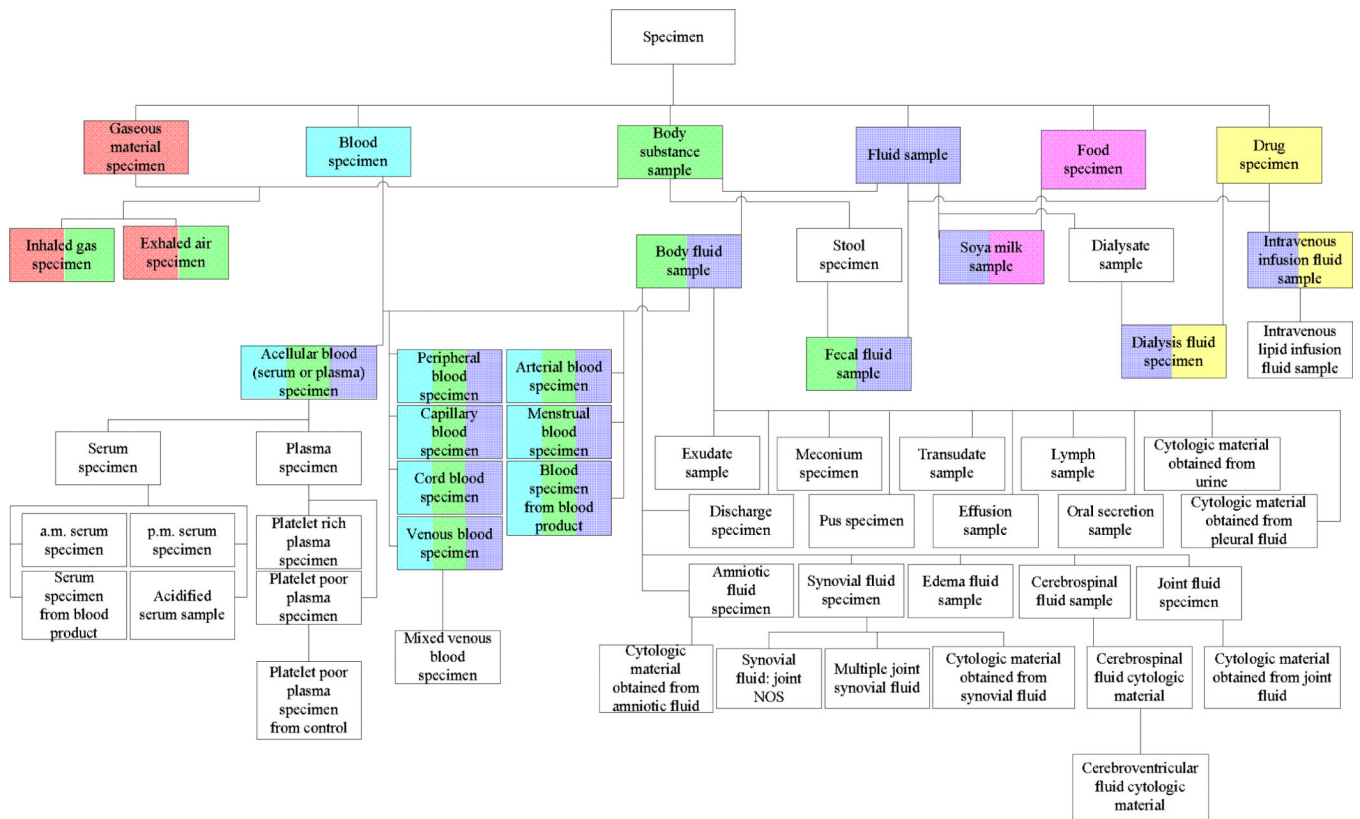 Specimen
Gaseous
material
specimen
Blood
specimen
Body
substance
sample
Fluid sample
Food
specimen
Drug
specimen
Inhaled gas
specimen
Exhaled air
specimen
Body fluid
sample
Stool
specimen
Soya milk
sample
Dialysate
sample
Intravenous
infusion fluid
sample
Acellular blood
(serum or plasma)
specimen
Peripheral
blood
specimen
Arterial blood
specimen
Fecal fluid
sample
Dialysis fluid
specimen
Intravenous
lipid infusion
fluid sample
Capillary
blood
specimen
Menstrual
blood
specimen
Serum
specimen
Plasma
specimen
Cord blood
specimen
Blood
specimen
from blood
product
Exudate
sample
Meconium
specimen
Transudate
sample
Lymph
sample
Cytologic material
obtained from
urine
a.m. serum
specimen
p.m. serum
specimen
Platelet rich
plasma
specimen
Venous blood
specimen
Discharge
specimen
Pus specimen
Effusion
sample
Oral secretion
sample
Cytologic material
obtained from
pleural fluid
Serum
specimen
from blood
product
Acidified
serum sample
Platelet poor
plasma
specimen
Amniotic
fluid
specimen
Synovial fluid
specimen
Edema fluid
sample
Cerebrospinal
fluid sample
Joint fluid
specimen
Mixed venous
blood
specimen
Platelet poor
plasma
specimen
from control
Cytologic
material
obtained from
amniotic fluid
Synovial
fluid: joint
NOS
Multiple joint
synovial fluid
Cytologic material
obtained from
synovial fluid
Cerebrospinal
fluid cytologic
material
Cytologic material
obtained from joint
fluid
Cerebroventricular
fluid cytologic
material